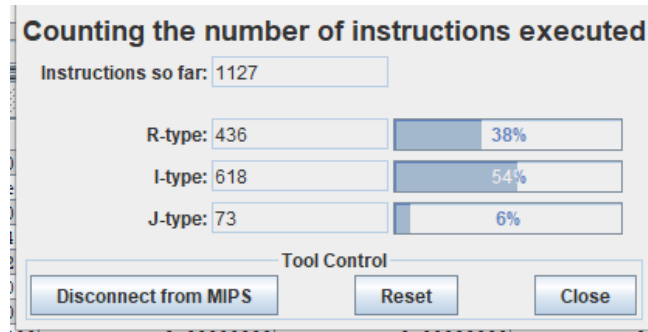 Counting the number of instructions executed
Instructions so far: 1127
R-type: 436 38%
I-type: 618 54%
J-type: 73 6%
Tool Control
Disconnect from MIPS Reset Close